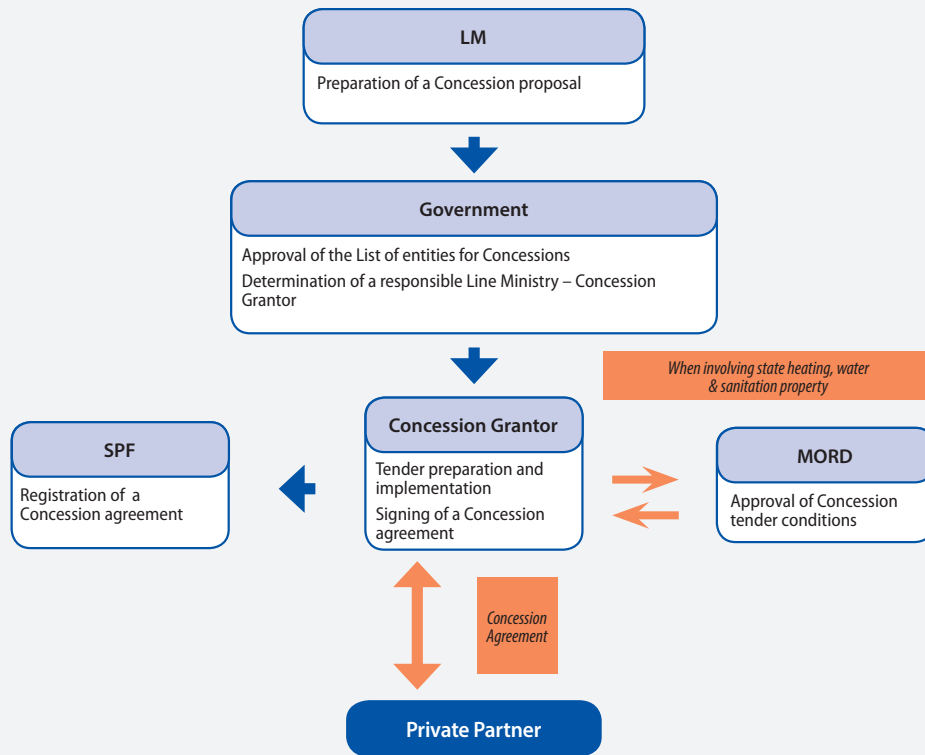 LM
Preparation of a Concession proposal
Government
Approval of the List of entities for Concessions
Determination of a responsible Line Ministry – Concession
Grantor
When involving state heating, water
& sanitation property
SPF
Registration of a
Concession agreement
Concession Grantor
Tender preparation and
implementation
Signing of a Concession
agreement
MORD
Approval of Concession
tender conditions
Concession
Agreement
Private Partner